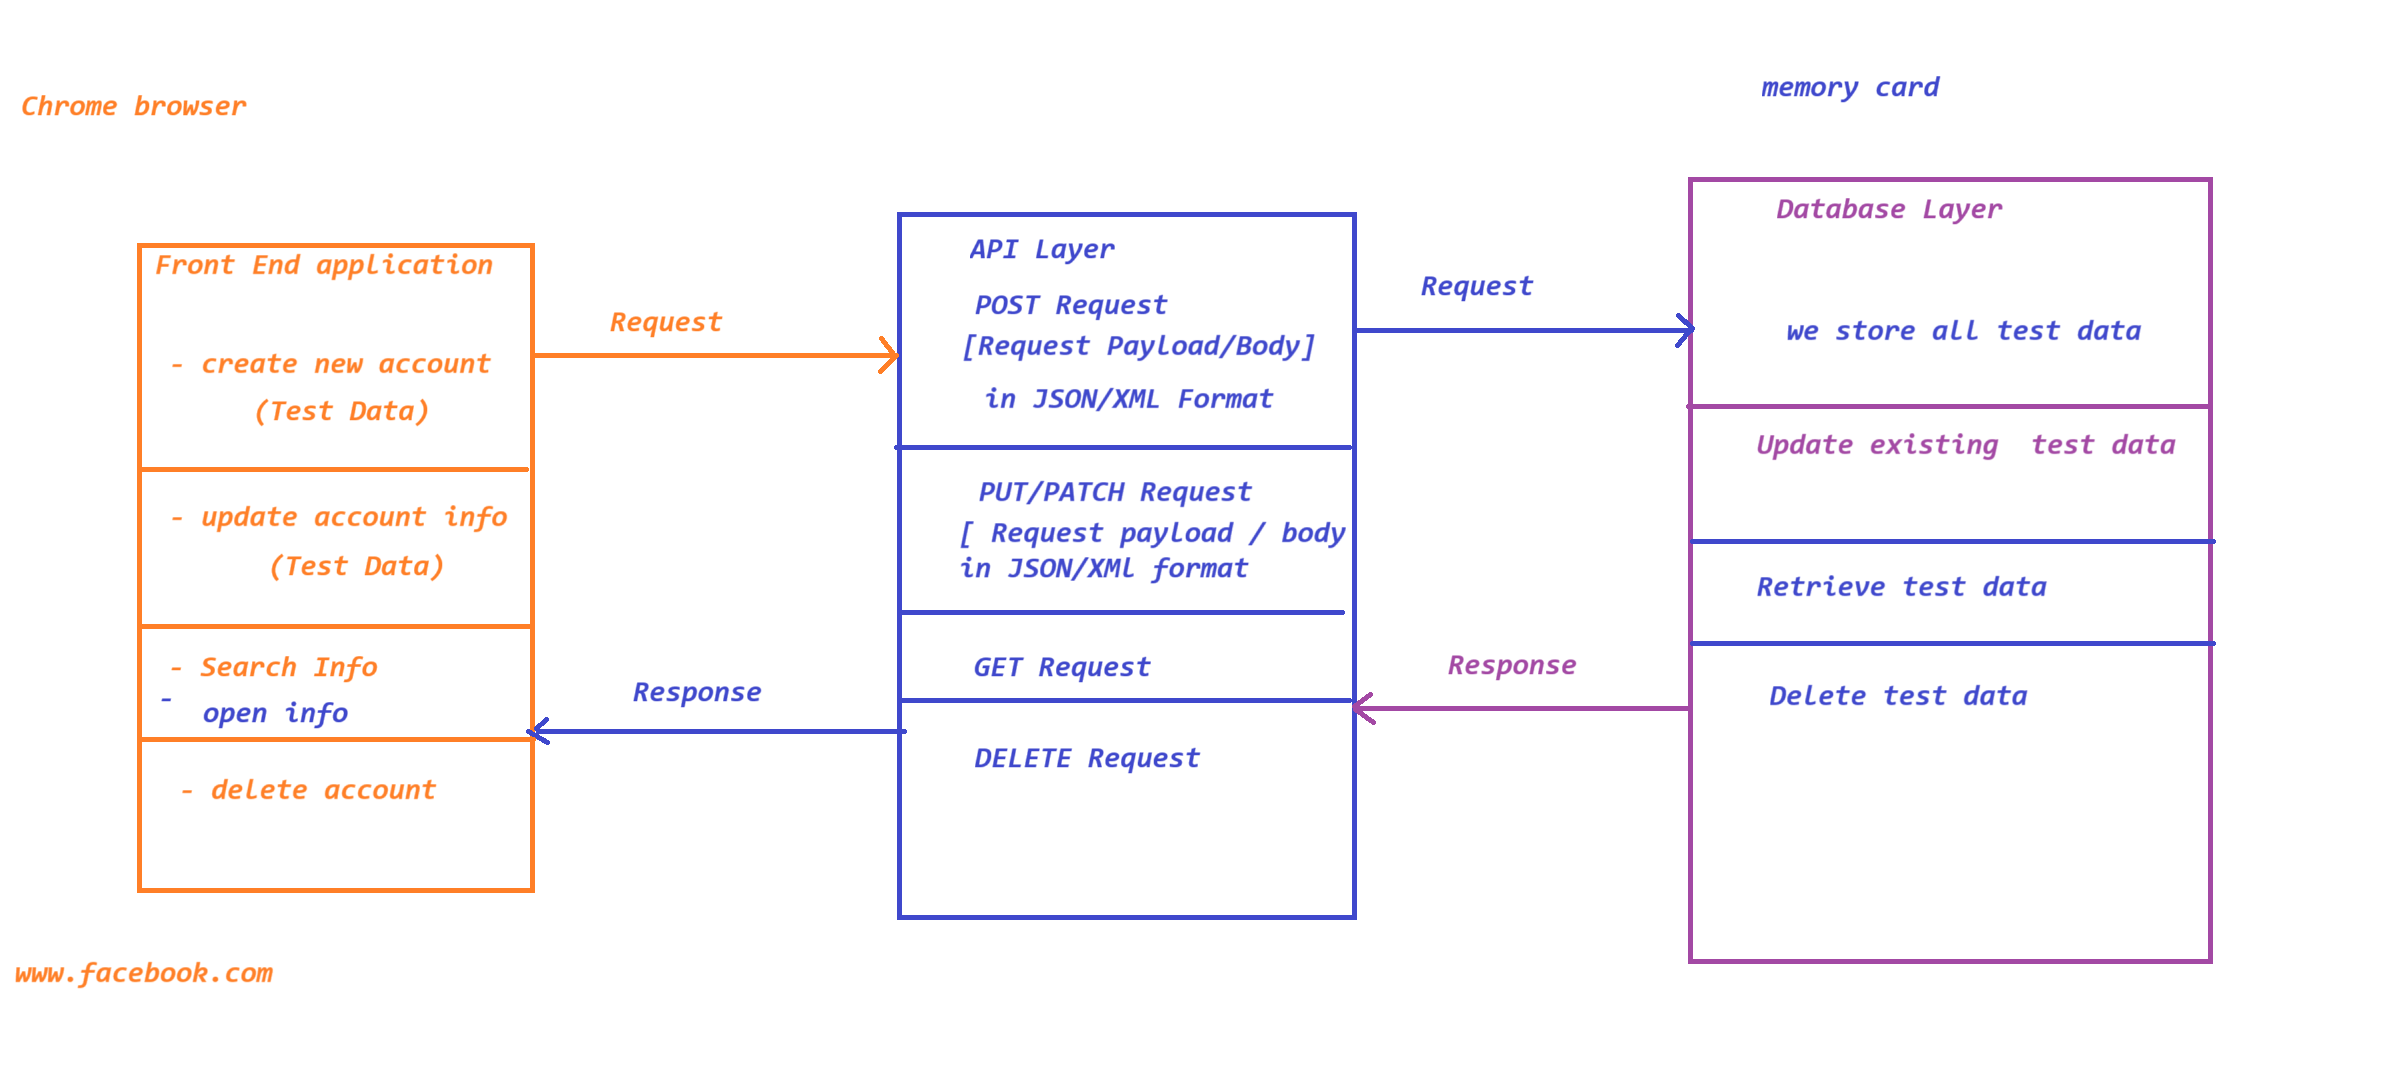 Chrome browser
memory card
Front End application
- create new account
(Test Data)
- update account info
(Test Data)
- Search Info
-
open info
- delete account
www.facebook.com
Request
Response
API Layer
POST Request
[Request Payload/Body]
in JSON/XML Format
PUT/PATCH Request
[ Request payload / body
in JSON/XMl format
GET Request
DELETE Request
Request
Response
Database Layer
we store all test data
Update existing  test data
Retrieve test data
Delete test data